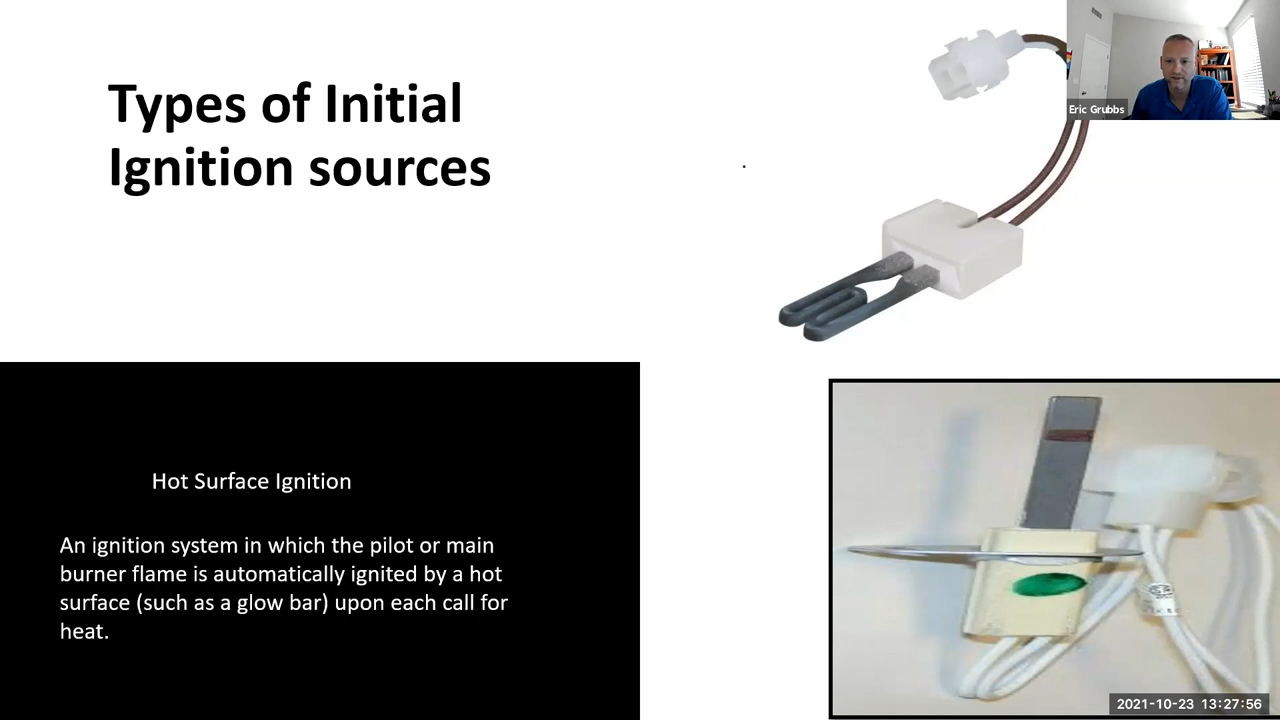 Types of Initial
Ignition sources
Eric Grubbs
Hot Surface Ignition
An ignition system in which the pilot or main
burner flame is automatically ignited by a hot
surface (such as a glow bar) upon each call for
heat.
2021-10-23 13:27:56